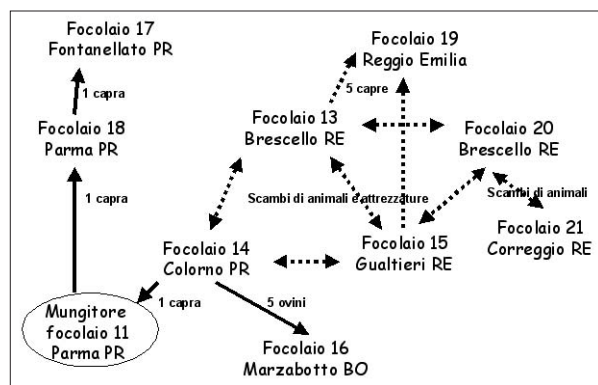 Focolaio 17
Fontanellato PR
1 capra
Focolaio 18
Parma PR
1 capra
Mungitore
focolaio 11
Parma PR
Focolaio 19
Reggio Emilia
5 capre
Focolaio 13
Brescello RE
Focolaio 20
Brescello RE
Scambi di animali e attrezzature
Scambi di animali
Focolaio 21
Correggio RE
Focolaio 14
Colorno PR
Focolaio 15
Gualtieri RE
1 capra
5 ovini
Focolaio 16
Marzabotto BO